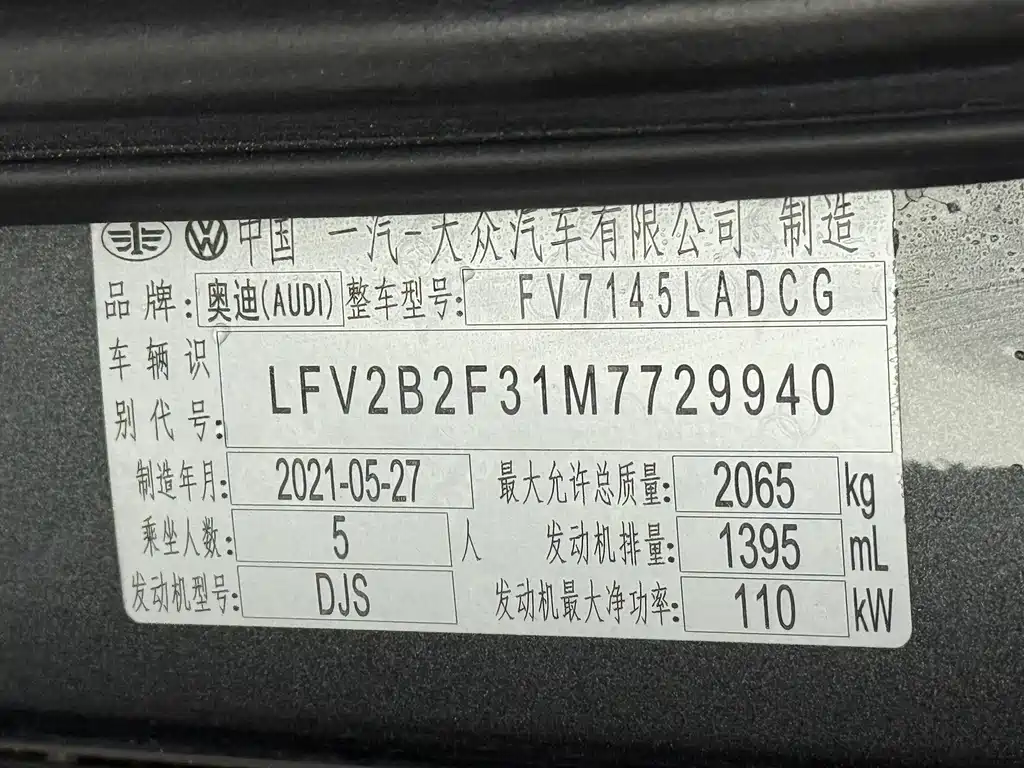 中国 一汽-大众汽车有限公司 制造
品牌: 奥迪(AUDI) 整车型号: FV7145LADCG
车辆识别代号: LFV2B2F31M7729940
制造年月: 2021-05-27 最大允许总质量: 2065 kg
乘坐人数: 5 人 发动机排量: 1395 mL
发动机型号: DJS 发动机最大净功率: 110 kW